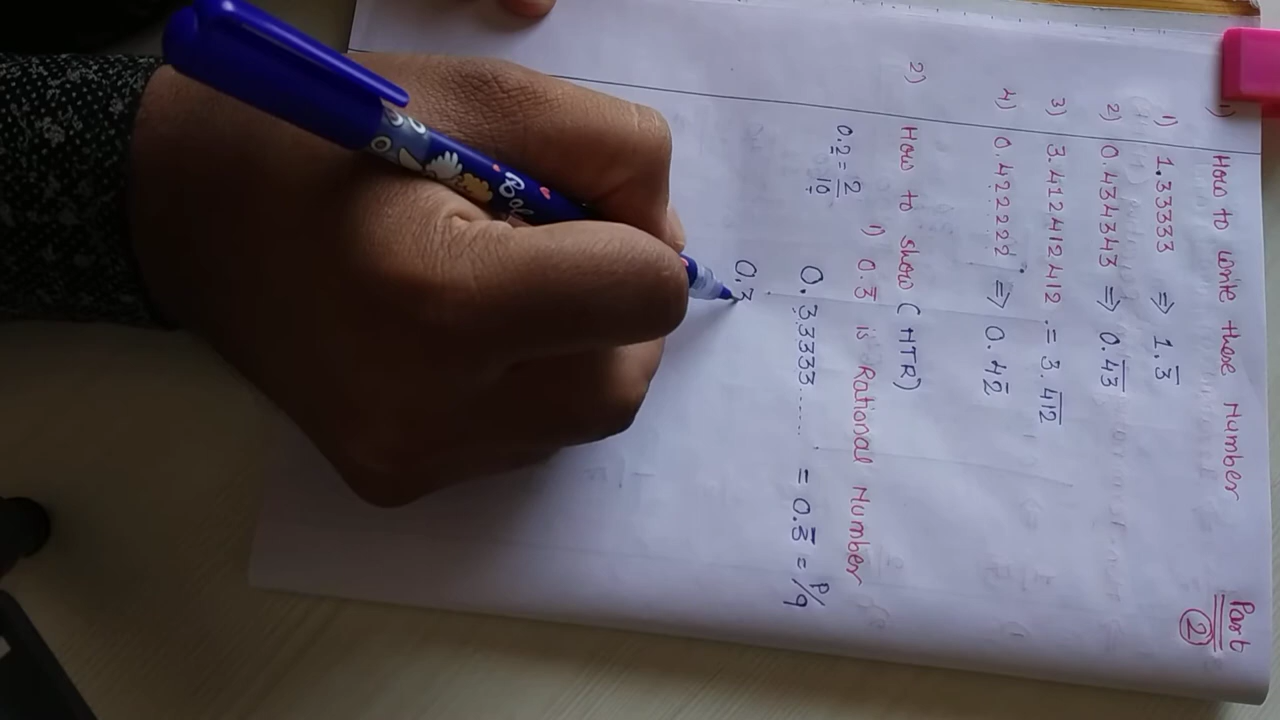 Part
②
1) How to write these Number
1) 1.33333 ⇒ 1.3̅
2) 0.434343 ⇒ 0.4̅3̅
3) 3.412412412 .= 3.4̅1̅2̅
4) 0.422222 ⇒ 0.42̅
2) How to show ( HTR)
1) 0.3̅ is Rational Number
0.2 = 2/10
0.33333..... = 0.3̅ = P/q
0.3